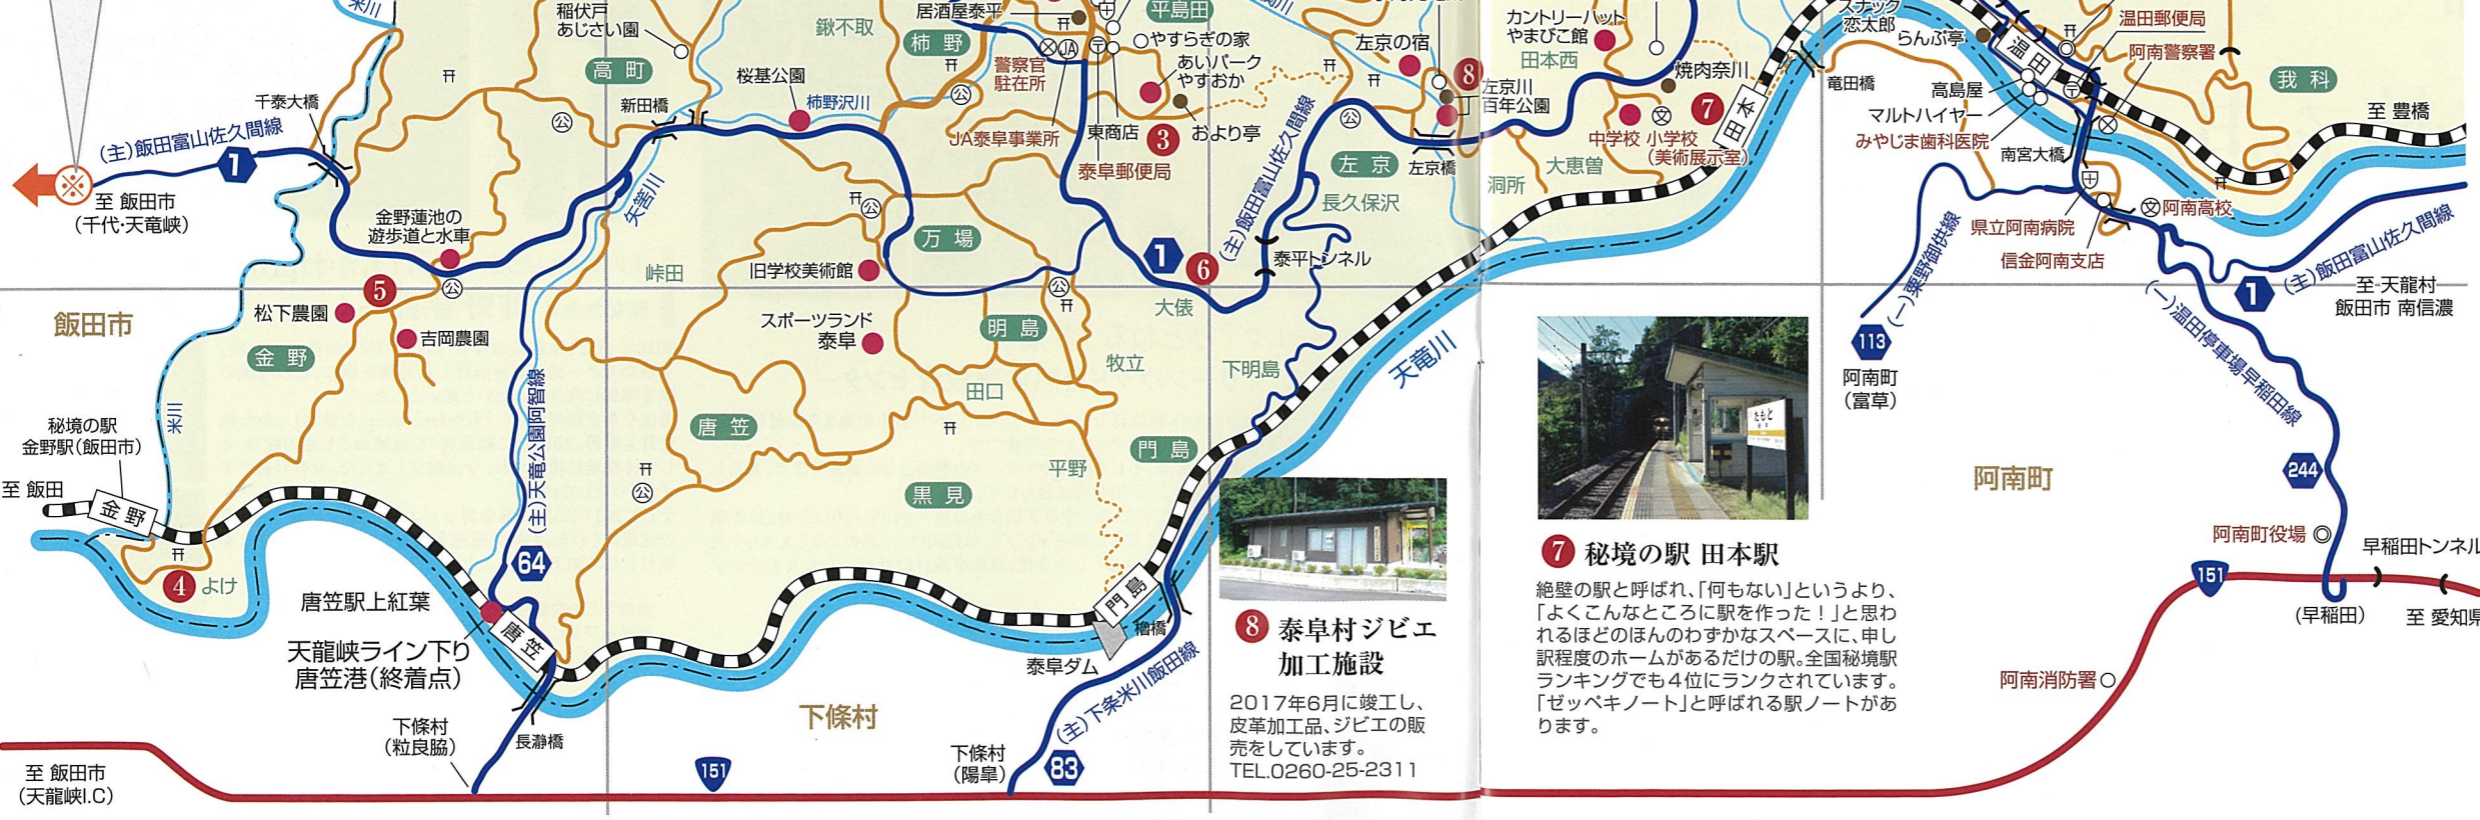 米川
稲伏戸
あじさい園
高町
鍬不取
居酒屋泰平
柿野
平島田
JA
やすらぎの家
あいパーク
やすおか
警察官
駐在所
JA泰阜事業所
東商店
泰阜郵便局
3
おより亭
左京の宿
8
左京川
百年公園
カントリーハット
やまびこ館
田本西
焼肉奈川
7
中学校
小学校
(美術展示室)
田本
大恵曽
洞所
左京
左京橋
長久保沢
スナック
恋太郎
らんぷ亭
竜田橋
温田
温田郵便局
阿南警察署
我科
高島屋
マルトハイヤー
みやじま歯科医院
南宮大橋
至 豊橋
県立阿南病院
信金阿南支店
阿南高校
千泰大橋
(主)飯田富山佐久間線
1
※
至 飯田市
(千代・天竜峡)
新田橋
桜基公園
柿野沢川
矢筈川
金野蓮池の
遊歩道と水車
公
5
松下農園
吉岡農園
飯田市
金野
米川
秘境の駅
金野駅(飯田市)
至 飯田
金野
4
よけ
峠田
旧学校美術館
万場
スポーツランド
泰阜
明島
田口
唐笠
黒見
平野
牧立
大俵
下明島
門島
1
6
(主)飯田富山佐久間線
泰平トンネル
天竜川
(主)天竜公園阿智線
64
唐笠駅上紅葉
天龍峡ライン下り
唐笠港(終着点)
唐笠
長瀞橋
下條村
(粒良脇)
下條村
151
至 飯田市
(天龍峡I.C)
門島
檜橋
泰阜ダム
(主)下条米川飯田線
下條村
(陽皐)
83
8 泰阜村ジビエ
加工施設
2017年6月に竣工し、
皮革加工品、ジビエの販
売をしています。
TEL.0260-25-2311
たもと
7 秘境の駅 田本駅
絶壁の駅と呼ばれ、「何もない」というより、
「よくこんなところに駅を作った!」と思わ
れるほどのほんのわずかなスペースに、申し
訳程度のホームがあるだけの駅。全国秘境駅
ランキングでも4位にランクされています。
「ゼッペキノート」と呼ばれる駅ノートがあ
ります。
(一)粟野御供線
113
阿南町
(富草)
(主)飯田富山佐久間線
1
至 天龍村
飯田市 南信濃
(一)温田停車場早稲田線
244
阿南町
阿南町役場
早稲田トンネル
151
(早稲田)
至 愛知県
阿南消防署